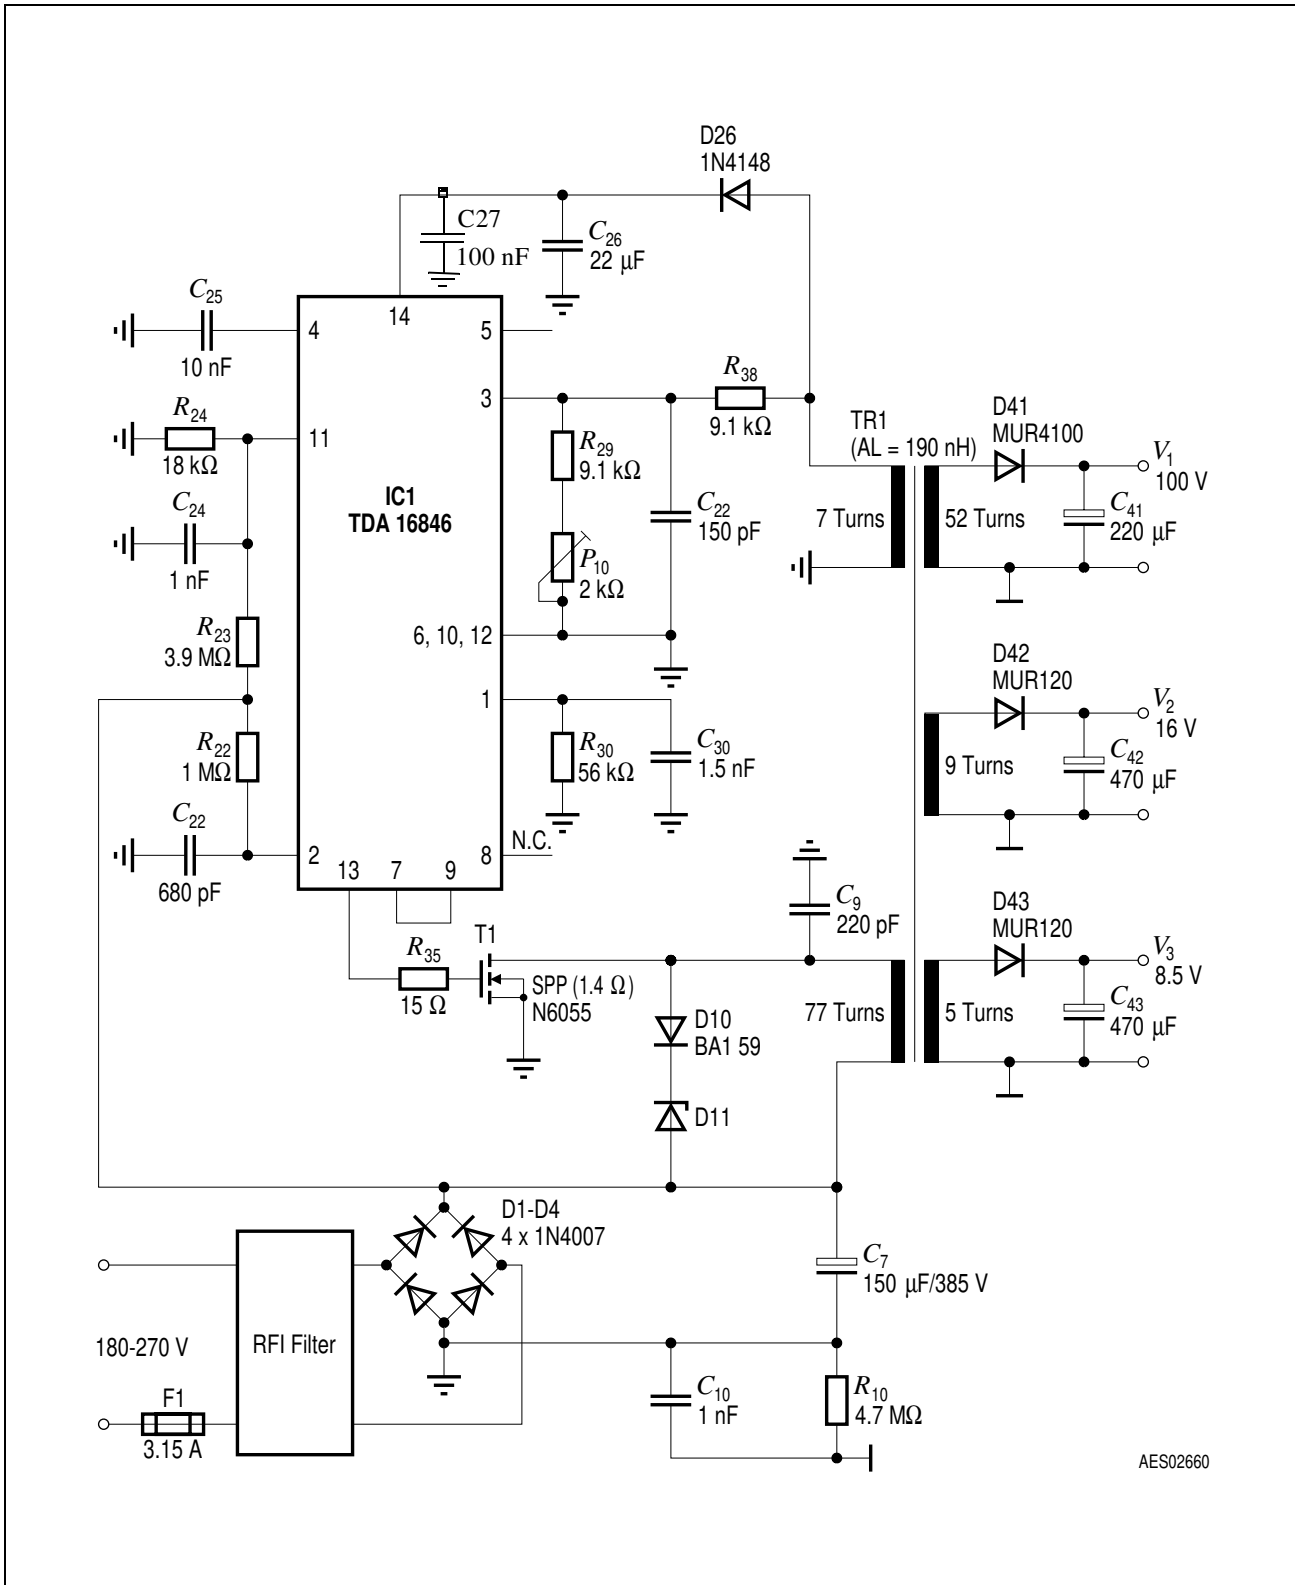 D26
1N4148
C27
100 nF
C26
22 µF
C25
10 nF
14
4
5
R24
18 kΩ
11
3
R38
9.1 kΩ
R29
9.1 kΩ
TR1
(AL = 190 nH)
D41
MUR4100
V1
100 V
C24
1 nF
IC1
TDA 16846
C22
150 pF
7 Turns
52 Turns
C41
220 µF
P10
2 kΩ
R23
3.9 MΩ
6, 10, 12
D42
MUR120
V2
16 V
1
R22
1 MΩ
R30
56 kΩ
C30
1.5 nF
9 Turns
C42
470 µF
C22
680 pF
2
13
7
9
8
N.C.
C9
220 pF
D43
MUR120
V3
8.5 V
R35
15 Ω
T1
SPP (1.4 Ω)
N6055
77 Turns
5 Turns
C43
470 µF
D10
BA1 59
D11
D1-D4
4 x 1N4007
C7
150 µF/385 V
180-270 V
RFI Filter
F1
3.15 A
C10
1 nF
R10
4.7 MΩ
AES02660